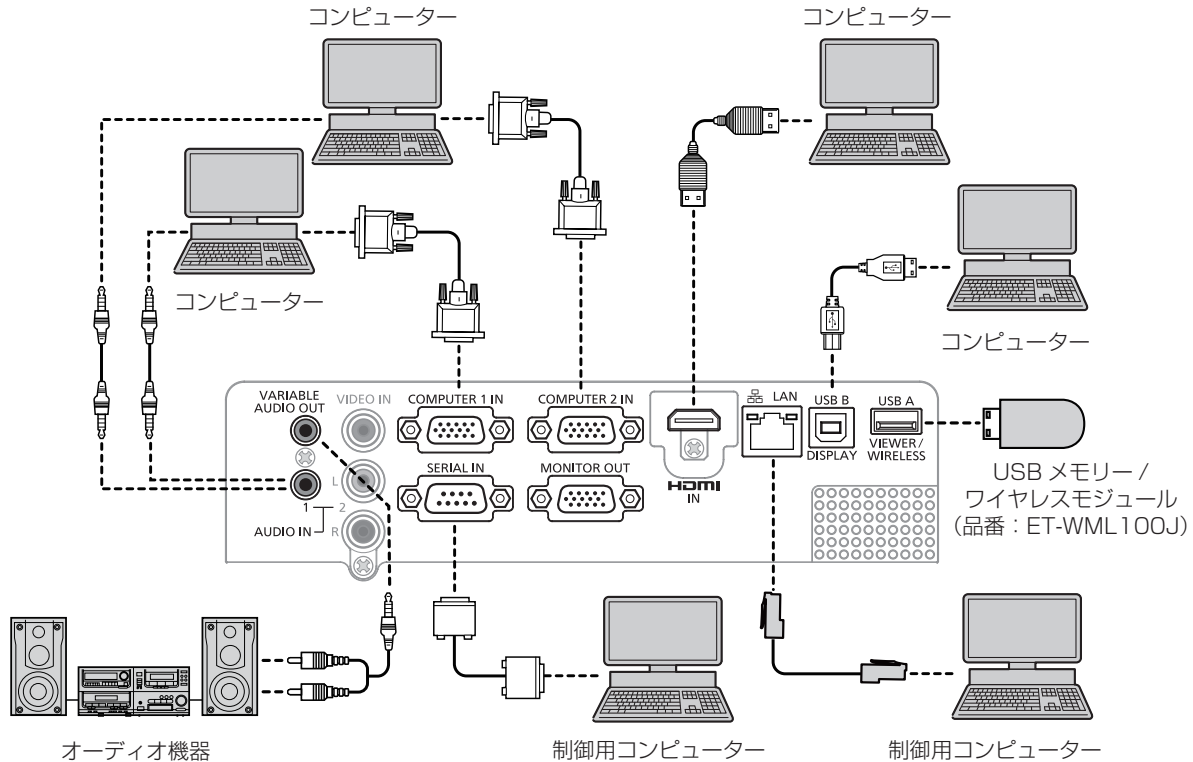 コンピューター
コンピューター
コンピューター
コンピューター
VARIABLE
AUDIO OUT
VIDEO IN
COMPUTER 1 IN
COMPUTER 2 IN
LAN
USB B
USB A
DISPLAY
VIEWER /
WIRELESS
SERIAL IN
MONITOR OUT
HDMI
IN
L
1
2
AUDIO IN
R
USB メモリー /
ワイヤレスモジュール
（品番：ET-WML100J）
オーディオ機器
制御用コンピューター
制御用コンピューター